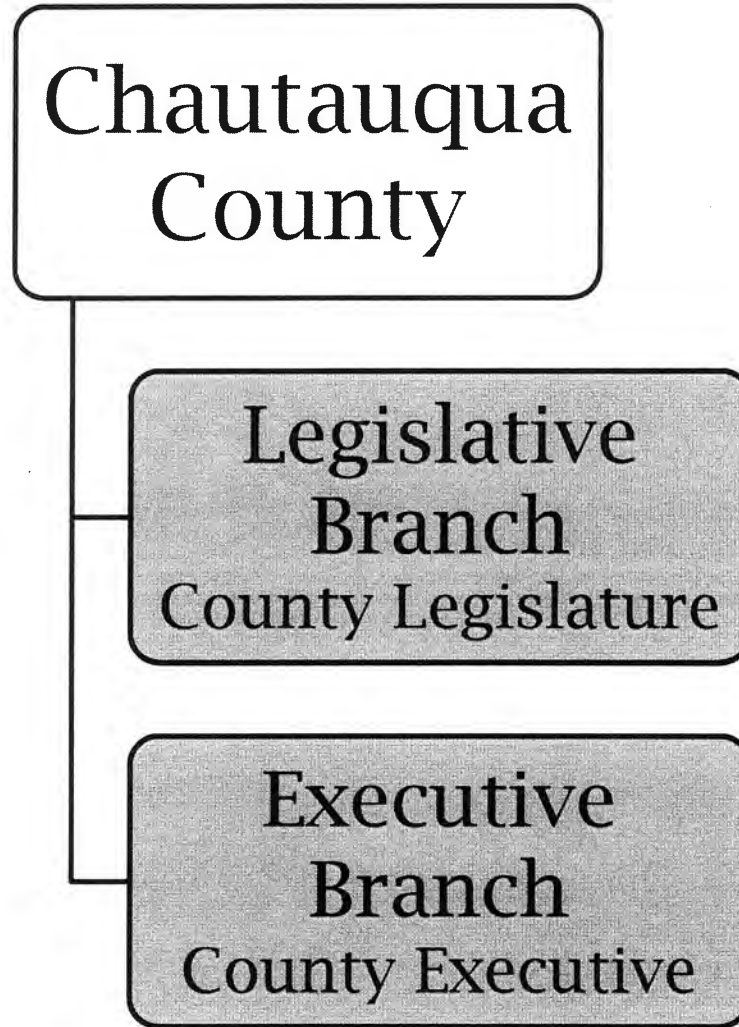 Chautauqua
County
Legislative
Branch
County Legislature
Executive
Branch
County Executive